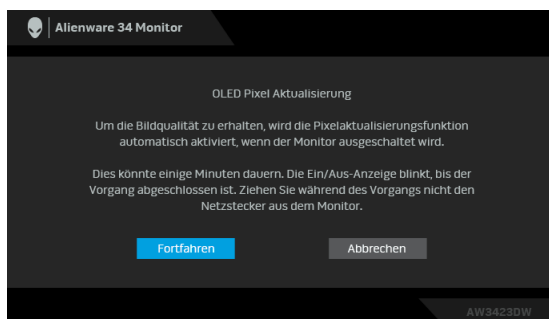 Alienware 34 Monitor
OLED Pixel Aktualisierung
Um die Bildqualität zu erhalten, wird die Pixelaktualisierungsfunktion
automatisch aktiviert, wenn der Monitor ausgeschaltet wird.
Dies könnte einige Minuten dauern. Die Ein/Aus-Anzeige blinkt, bis der
Vorgang abgeschlossen ist. Ziehen Sie während des Vorgangs nicht den
Netzstecker aus dem Monitor.
Fortfahren
Abbrechen
AW3423DW